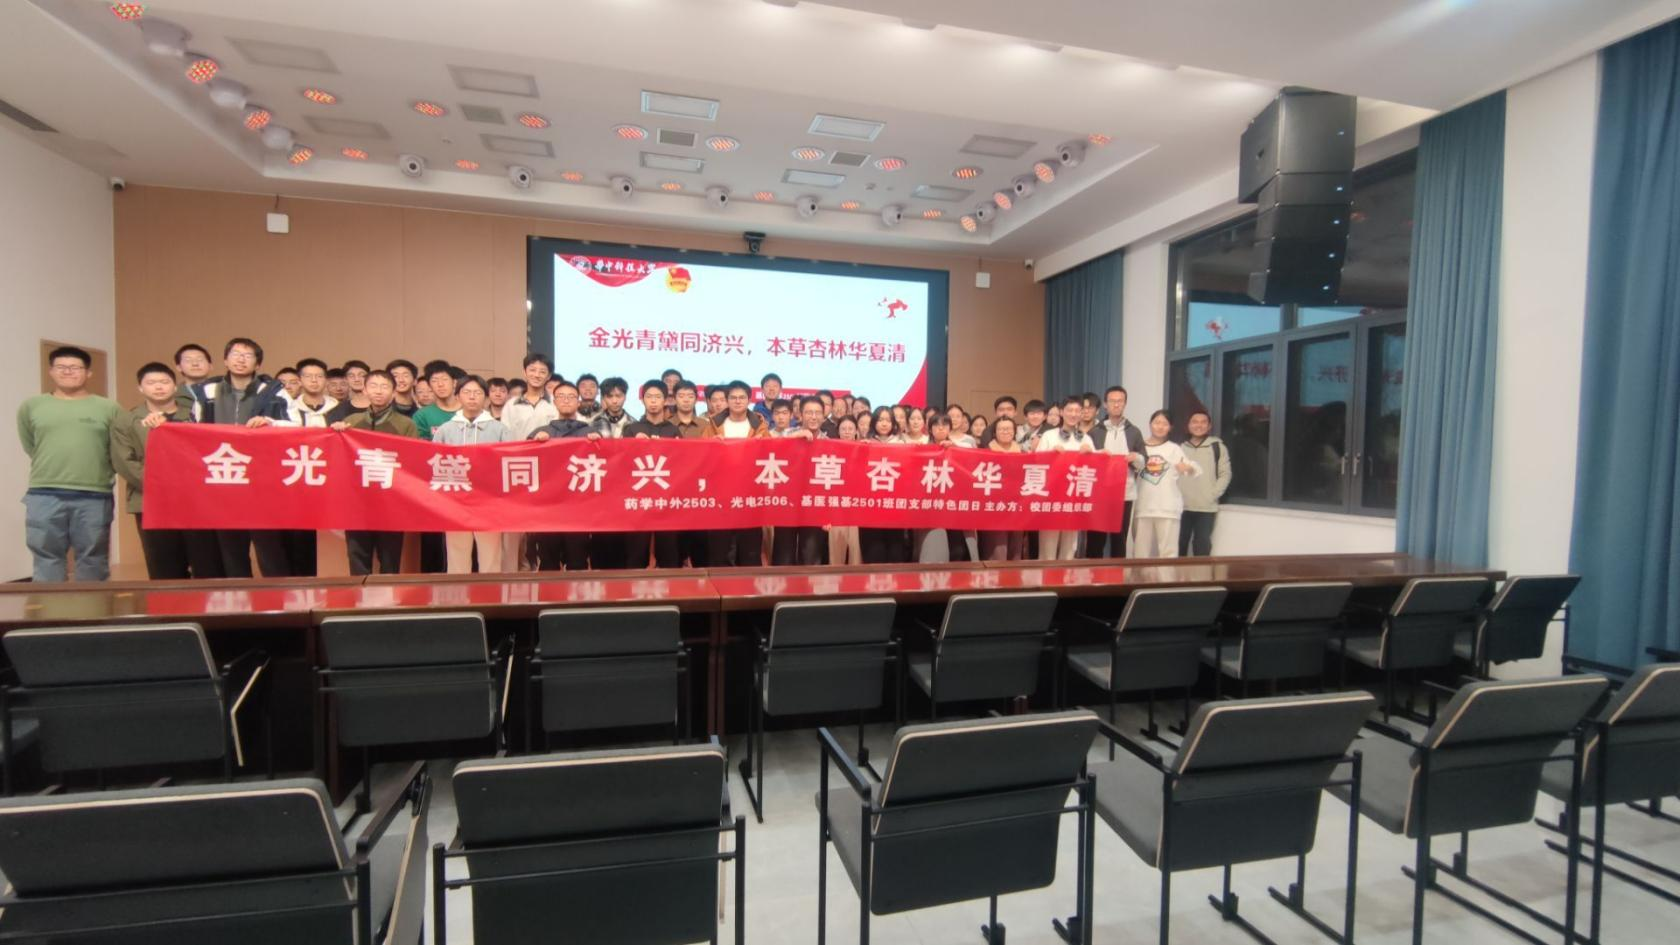 华中科技大学
金光青黛同济兴，本草杏林华夏清
金光青黛同济兴，本草杏林华夏清
药学中外2503、光电2506、基医强基2501班团支部特色团日 主办方：校团委组织部